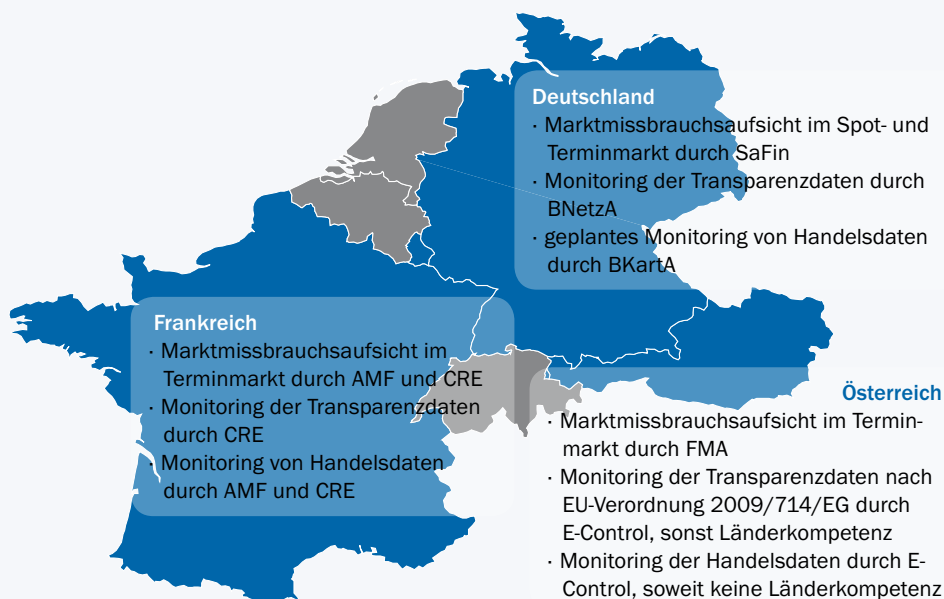 Deutschland
· Marktmissbrauchsaufsicht im Spot- und
Terminmarkt durch SaFin
· Monitoring der Transparenzdaten durch
BNetzA
· geplantes Monitoring von Handelsdaten
durch BKartA
Frankreich
· Marktmissbrauchsaufsicht im
Terminmarkt durch AMF und CRE
· Monitoring der Transparenzdaten
durch CRE
· Monitoring von Handelsdaten
durch AMF und CRE
Österreich
· Marktmissbrauchsaufsicht im Termin-
markt durch FMA
· Monitoring der Transparenzdaten nach
EU-Verordnung 2009/714/EG durch
E-Control, sonst Länderkompetenz
· Monitoring der Handelsdaten durch E-
Control, soweit keine Länderkompetenz